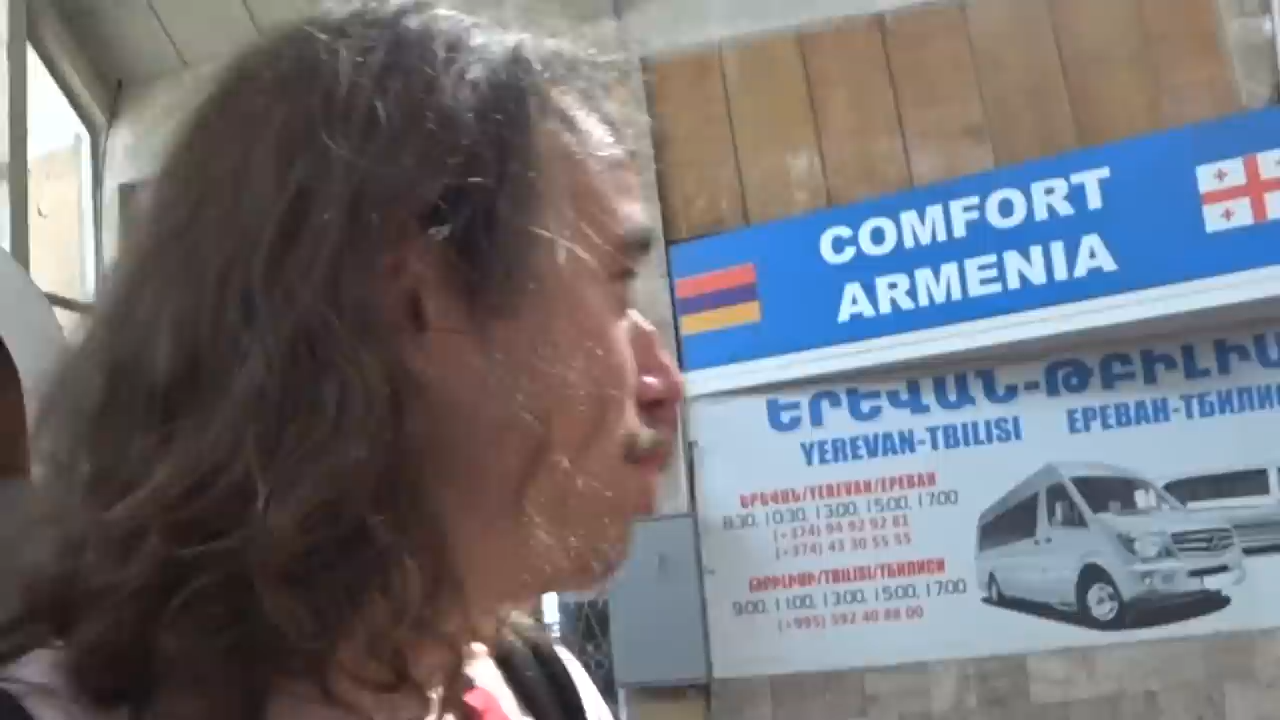 COMFORT
ARMENIA
ԵՐԵՎԱՆ-ԹԲԻԼԻՍ
YEREVAN-TBILISI ЕРЕВАН-ТБИЛИС
ԵՐԵՎԱՆ/YEREVAN/ЕРЕВАН
8:30, 10:30, 13:00, 15:00, 17:00
(+374) 94 92 92 81
(+374) 43 30 55 55
ԹԲԻԼԻՍԻ/TBILISI/ТБИЛИСИ
9:00, 11:00, 13:00, 15:00, 17:00
(+995) 592 40 88 00